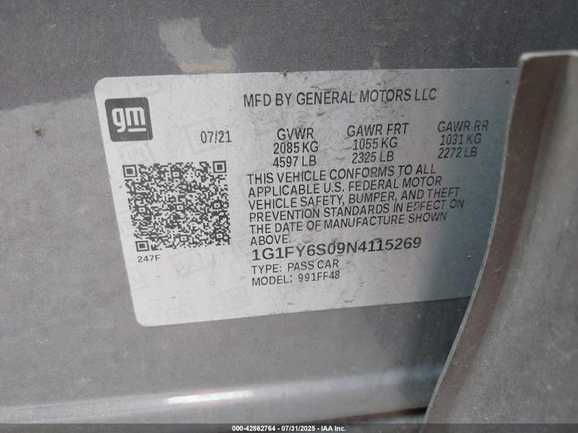 gm
MFD BY GENERAL MOTORS LLC
07/21 GVWR GAWR FRT GAWR RR
2085 KG 1055 KG 1031 KG
4597 LB 2325 LB 2272 LB
THIS VEHICLE CONFORMS TO ALL
APPLICABLE U.S. FEDERAL MOTOR
VEHICLE SAFETY, BUMPER, AND THEFT
PREVENTION STANDARDS IN EFFECT ON
THE DATE OF MANUFACTURE SHOWN
ABOVE.
247F
1G1FY6S09N4115269
TYPE: PASS CAR
MODEL: 991FF48
000-42862764 / 07/31/2025 - IAA Inc.